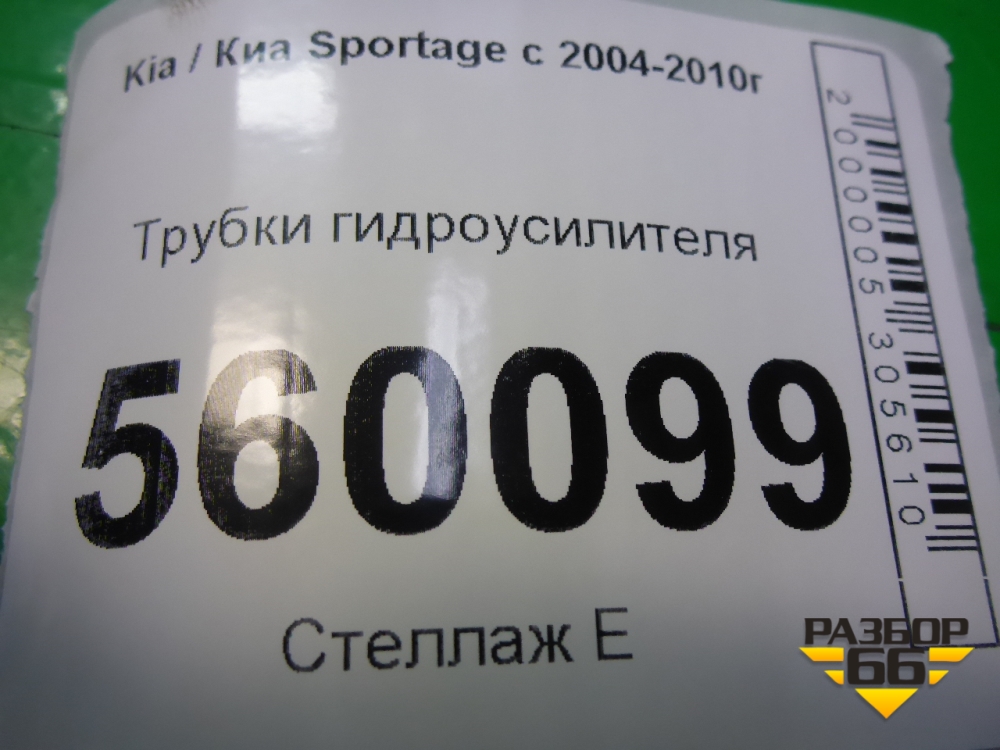 Kia / Киа Sportage с 2004-2010г
Трубки гидроусилителя
560099
Стеллаж Е
2000005305610
РАЗБОР
66